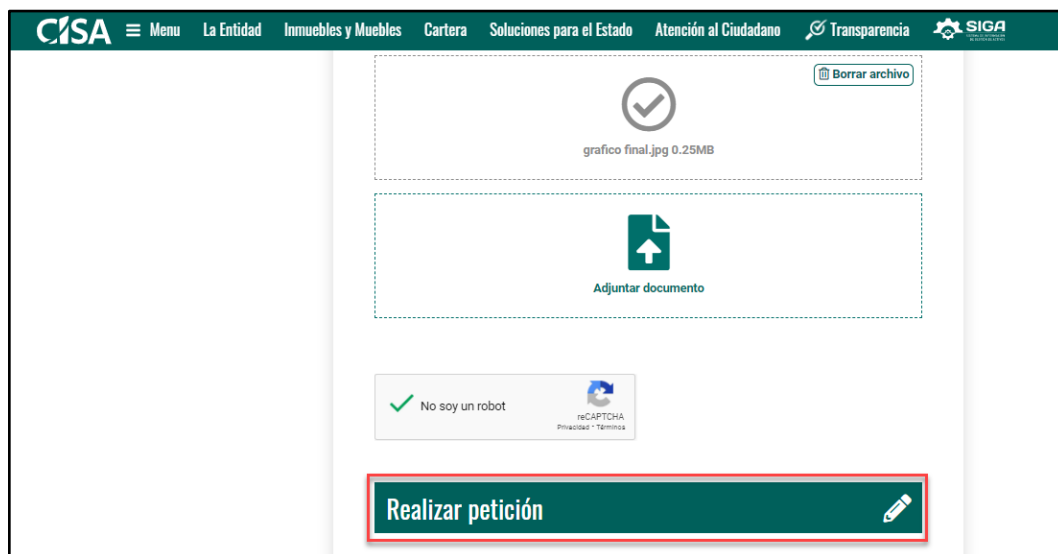 CISA Menu La Entidad Inmuebles y Muebles Cartera Soluciones para el Estado Atención al Ciudadano Transparencia SIGA
Borrar archivo
grafico final.jpg 0.25MB
Adjuntar documento
No soy un robot
reCAPTCHA
Privacidad - Términos
Realizar petición